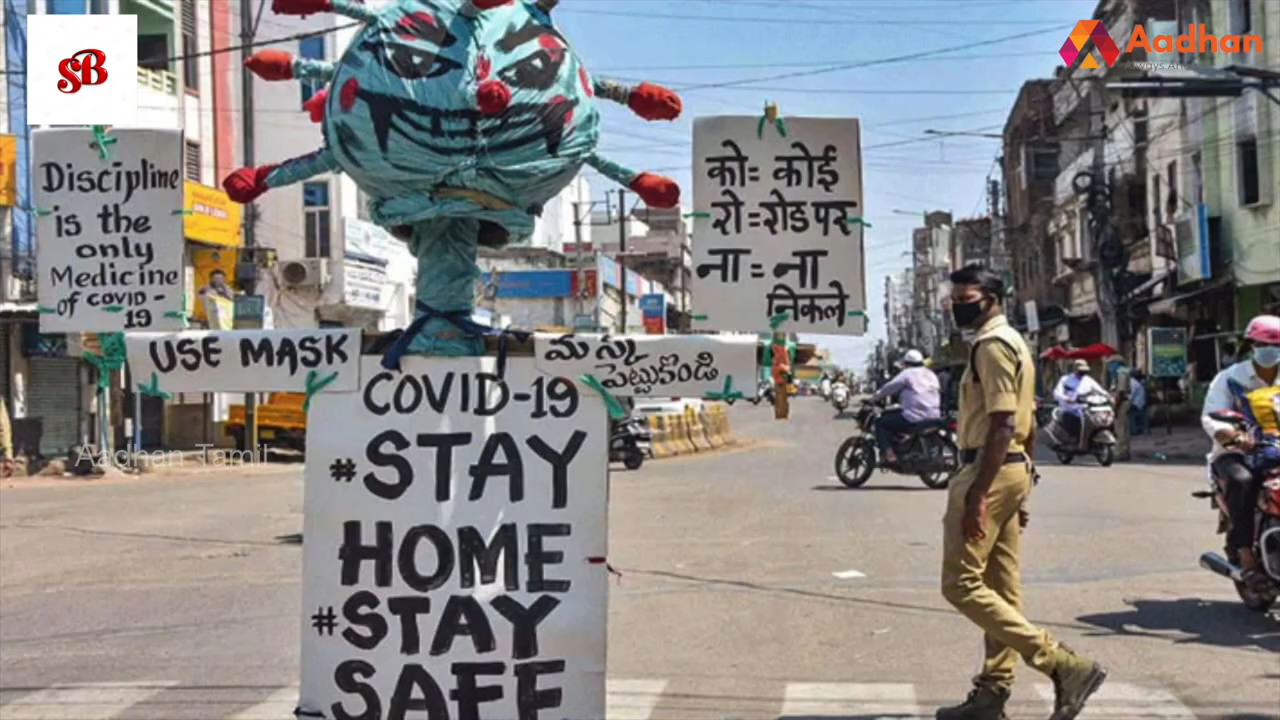 SB
Aadhan
Discipline
is the
only
Medicine
of COVID-
19
को= कोई
रो=रोड पर
ना= ना
निकले
USE MASK
మాస్క
పెట్టుకొండి
COVID-19
#STAY
HOME
#STAY
SAFE
Aadhan Tamil